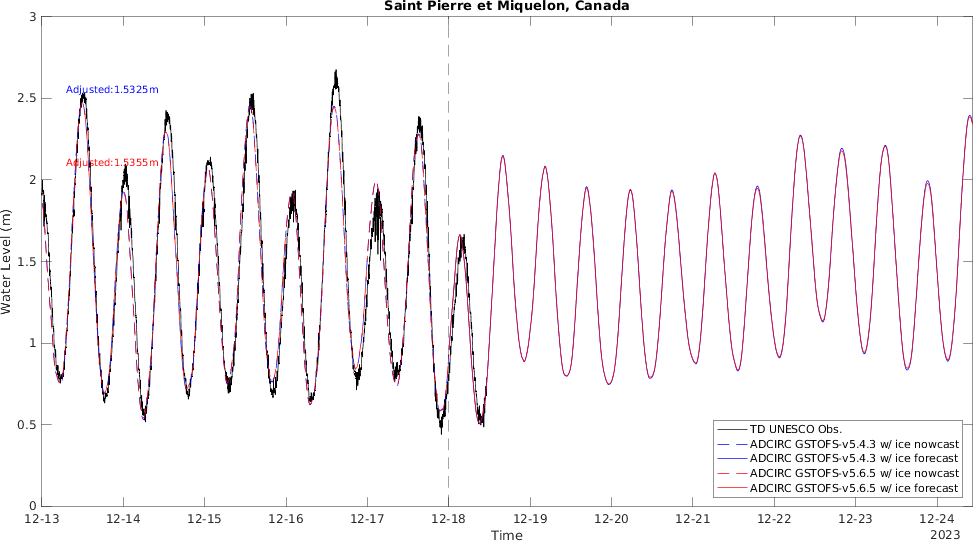 Saint Pierre et Miquelon, Canada
3
2.5
2
1.5
1
0.5
0
Water Level (m)
Adjusted:1.5325m
Adjusted:1.5355m
TD UNESCO Obs.
ADCIRC GSTOFS-v5.4.3 w/ ice nowcast
ADCIRC GSTOFS-v5.4.3 w/ ice forecast
ADCIRC GSTOFS-v5.6.5 w/ ice nowcast
ADCIRC GSTOFS-v5.6.5 w/ ice forecast
12-13 12-14 12-15 12-16 12-17 12-18 12-19 12-20 12-21 12-22 12-23 12-24
Time
2023